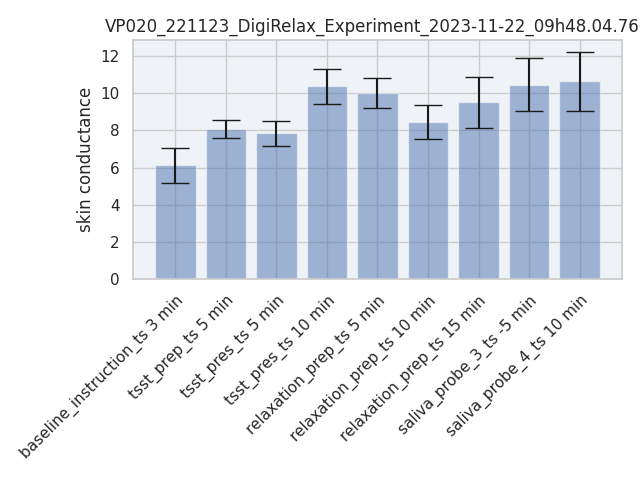 VP020_221123_DigiRelax_Experiment_2023-11-22_09h48.04.76
skin conductance
12
10
8
6
4
2
0
baseline_instruction_ts 3 min
tsst_prep_ts 5 min
tsst_pres_ts 5 min
tsst_pres_ts 10 min
relaxation_prep_ts 5 min
relaxation_prep_ts 10 min
relaxation_prep_ts 15 min
saliva_probe_3_ts -5 min
saliva_probe_4_ts 10 min